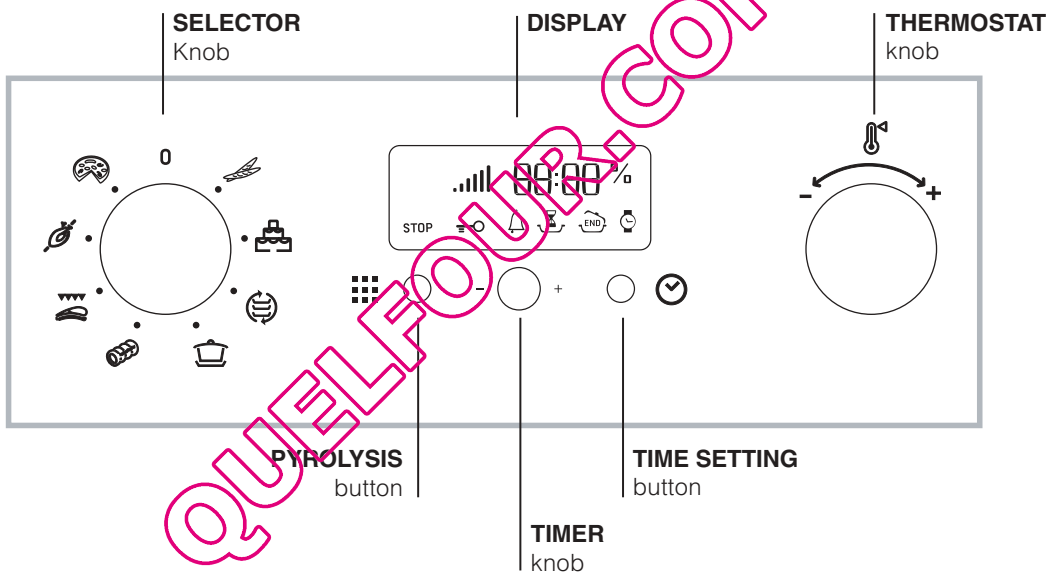 SELECTOR
Knob
DISPLAY
THERMOSTAT
knob
0
88:88 %
STOP
END
- +
- +
PYROLYSIS
button
TIME SETTING
button
TIMER
knob
QUELFOUR.COM